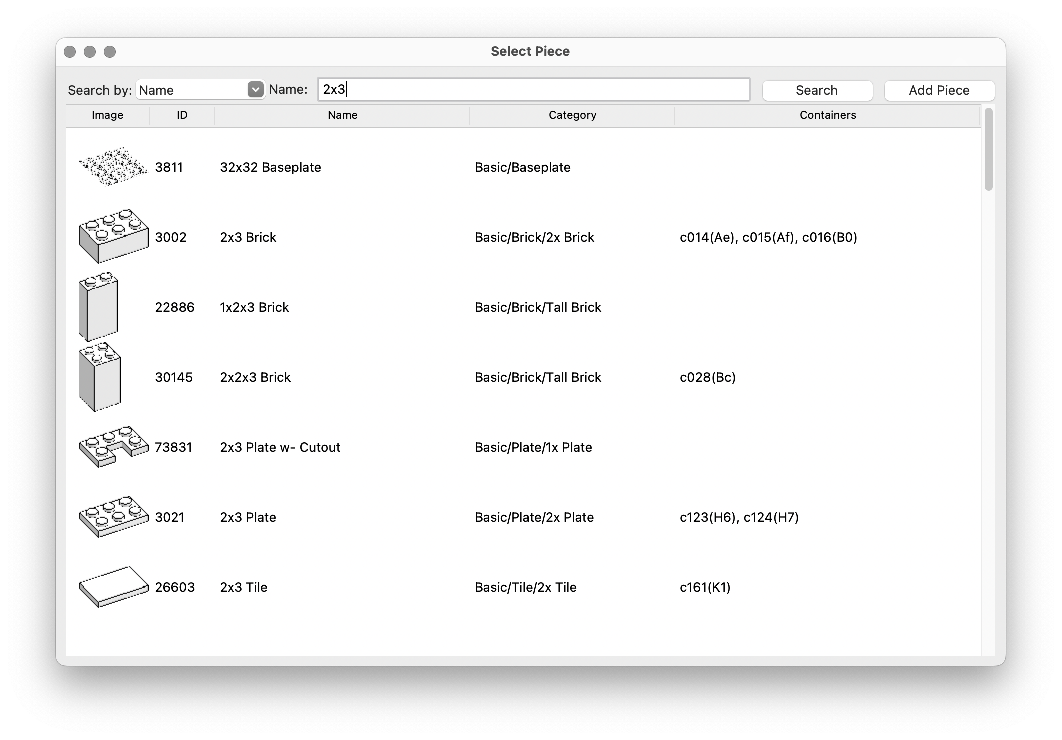 Select Piece
Search by: Name Name: 2x3 Search Add Piece
Image ID Name Category Containers
3811 32x32 Baseplate Basic/Baseplate
3002 2x3 Brick Basic/Brick/2x Brick c014(Ae), c015(Af), c016(B0)
22886 1x2x3 Brick Basic/Brick/Tall Brick
30145 2x2x3 Brick Basic/Brick/Tall Brick c028(Bc)
73831 2x3 Plate w- Cutout Basic/Plate/1x Plate
3021 2x3 Plate Basic/Plate/2x Plate c123(H6), c124(H7)
26603 2x3 Tile Basic/Tile/2x Tile c161(K1)